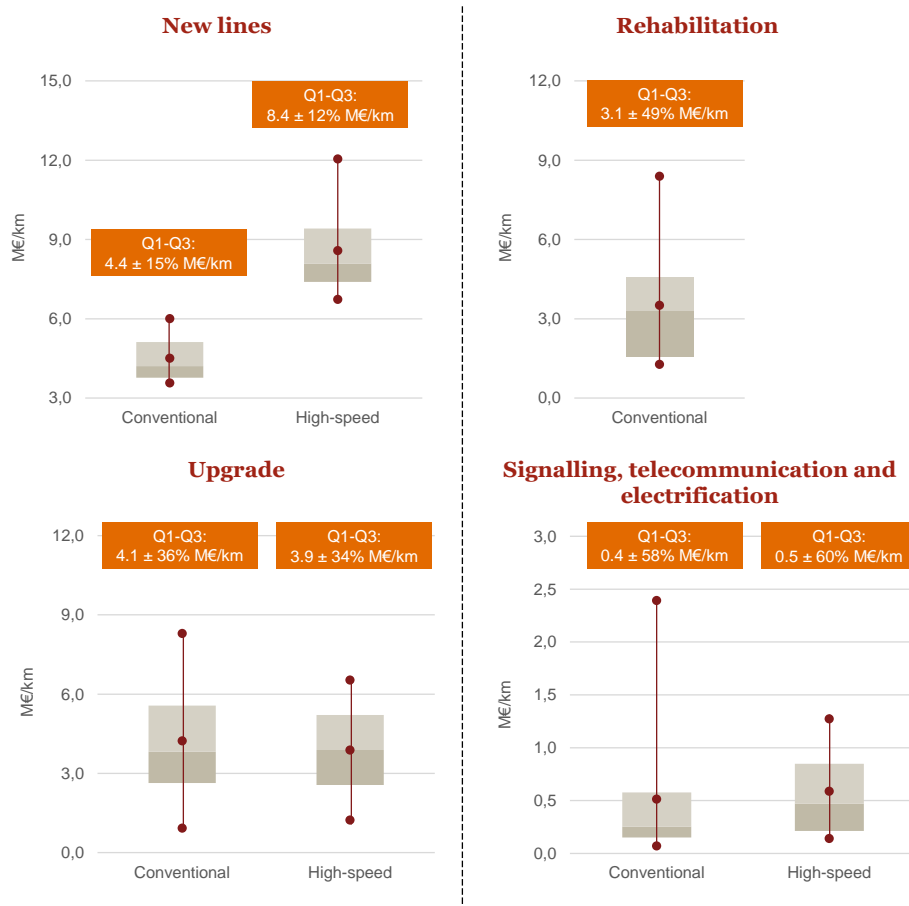 New lines
15,0
12,0
9,0
6,0
3,0
M€/km
Q1-Q3:
8.4 ± 12% M€/km
Q1-Q3:
4.4 ± 15% M€/km
Conventional
High-speed
Rehabilitation
12,0
9,0
6,0
3,0
0,0
M€/km
Q1-Q3:
3.1 ± 49% M€/km
Conventional
Upgrade
12,0
9,0
6,0
3,0
0,0
M€/km
Q1-Q3:
4.1 ± 36% M€/km
Q1-Q3:
3.9 ± 34% M€/km
Conventional
High-speed
Signalling, telecommunication and
electrification
3,0
2,5
2,0
1,5
1,0
0,5
0,0
M€/km
Q1-Q3:
0.4 ± 58% M€/km
Q1-Q3:
0.5 ± 60% M€/km
Conventional
High-speed